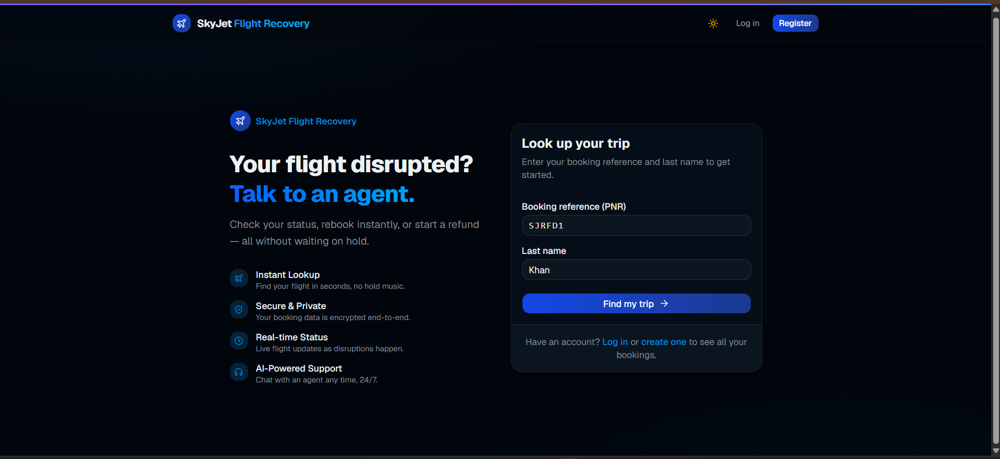 SkyJet Flight Recovery
Log in
Register
SkyJet Flight Recovery
Your flight disrupted?
Talk to an agent.
Check your status, rebook instantly, or start a refund
— all without waiting on hold.
Instant Lookup
Find your flight in seconds, no hold music.
Secure & Private
Your booking data is encrypted end-to-end.
Real-time Status
Live flight updates as disruptions happen.
AI-Powered Support
Chat with an agent any time, 24/7.
Look up your trip
Enter your booking reference and last name to get
started.
Booking reference (PNR)
SJRFD1
Last name
Khan
Find my trip →
Have an account? Log in or create one to see all your
bookings.